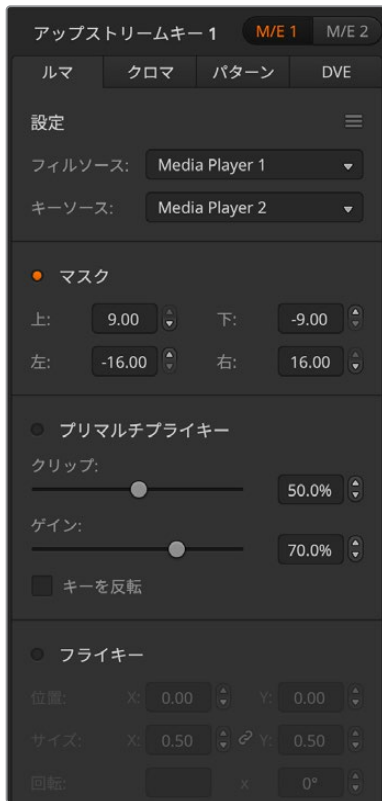 アップストリームキー 1 M/E 1 M/E 2
ルマ クロマ パターン DVE
設定
フィルソース: Media Player 1
キーソース: Media Player 2
マスク
上: 9.00 下: -9.00
左: -16.00 右: 16.00
プリマルチプライキー
クリップ:
50.0%
ゲイン:
70.0%
キーを反転
フライキー
位置: X: 0.00 Y: 0.00
サイズ: X: 0.50 Y: 0.50
回転: x 0°